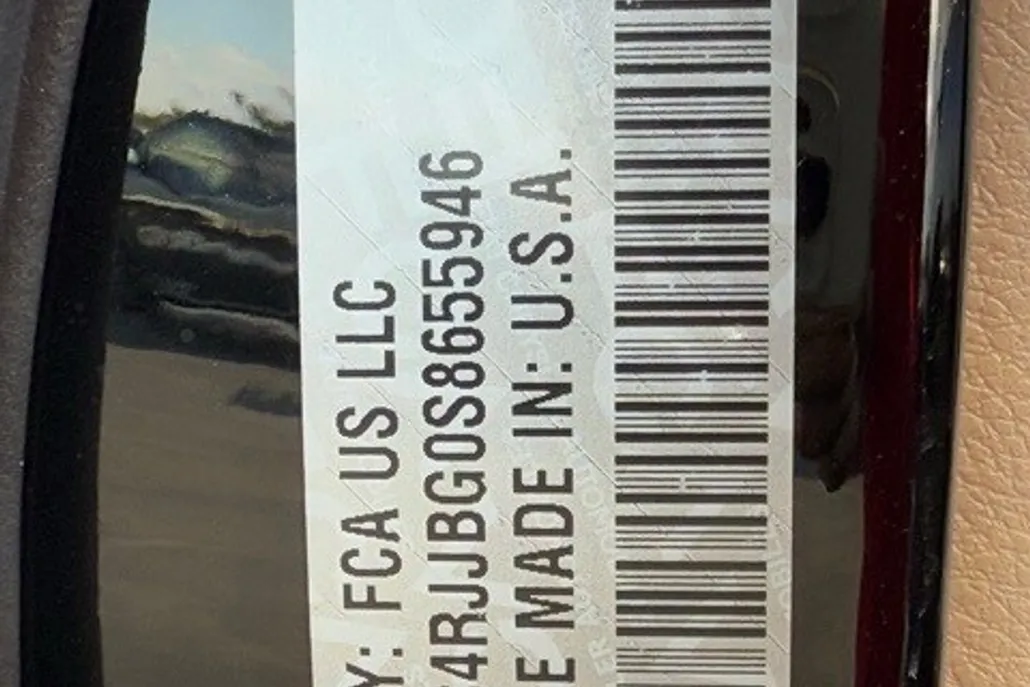 Y: FCA US LLC
4RJJBG0S8655946
E MADE IN: U.S.A.